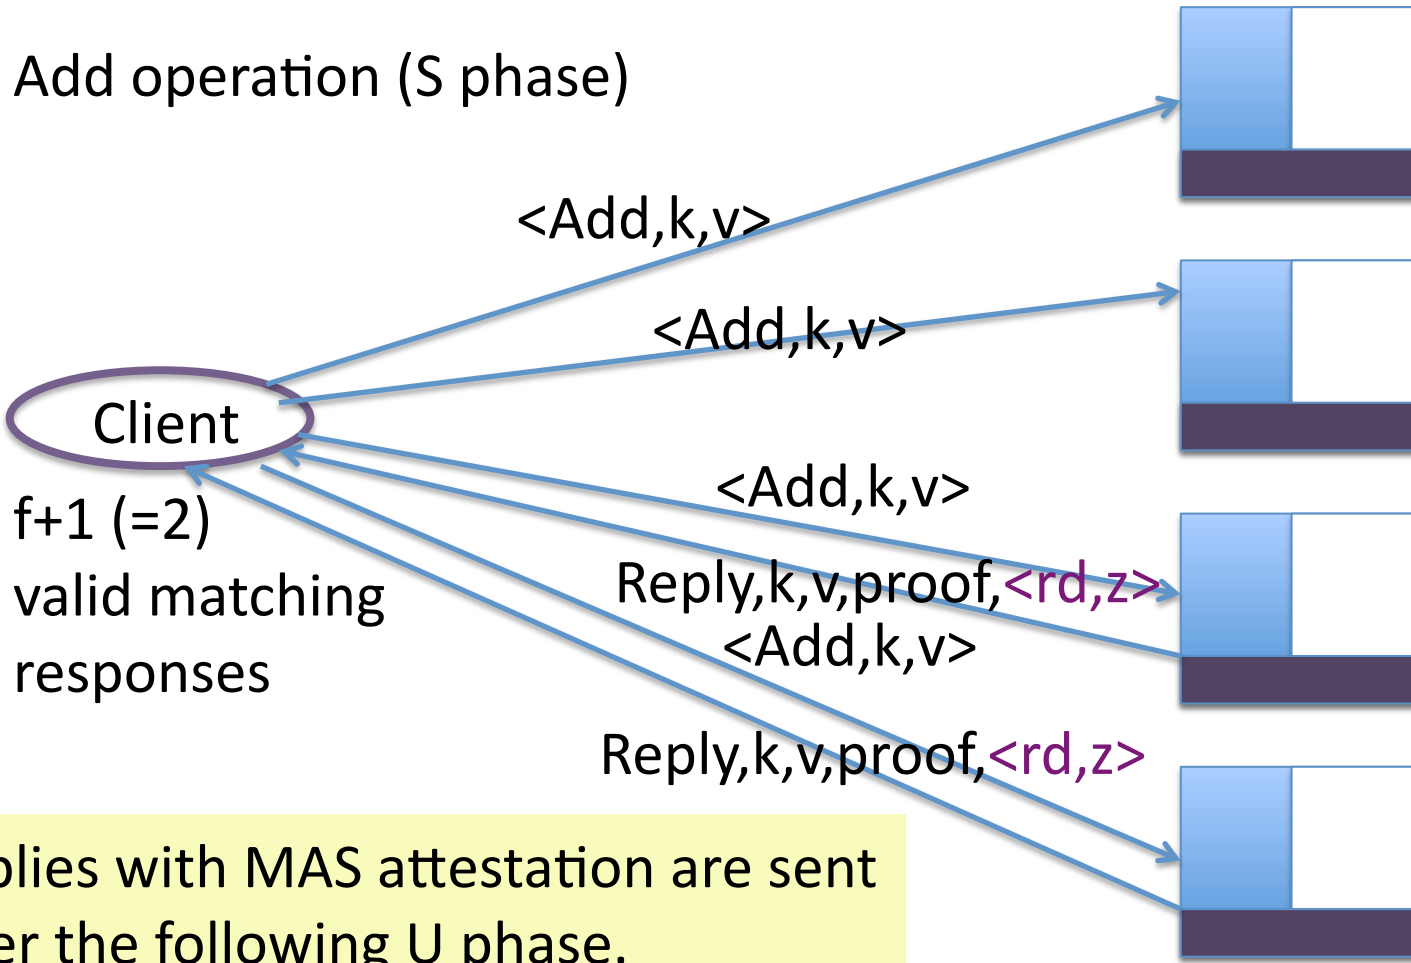 Add operation (S phase)
<Add,k,v>
<Add,k,v>
Client
<Add,k,v>
f+1 (=2)
valid matching
responses
Reply,k,v,proof,<rd,z>
<Add,k,v>
Reply,k,v,proof,<rd,z>
plies with MAS attestation are sent
er the following U phase.